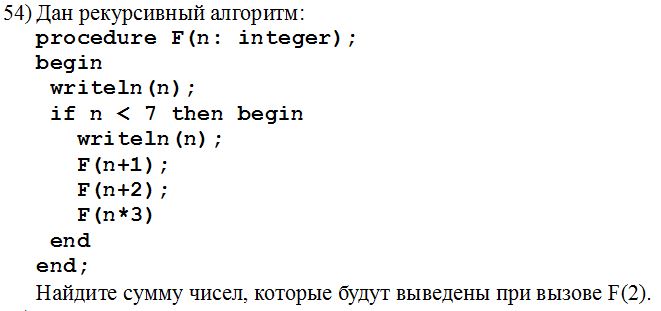 54) Дан рекурсивный алгоритм:
procedure F(n: integer);
begin
writeln(n);
if n < 7 then begin
writeln(n);
F(n+1);
F(n+2);
F(n*3)
end
end;
Найдите сумму чисел, которые будут выведены при вызове F(2).